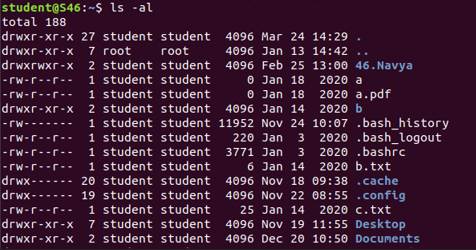 student@S46:~$ ls -al
total 188
drwxr-xr-x 27 student student  4096 Mar 24 14:29 .
drwxr-xr-x  7 root    root     4096 Jan 13 14:42 ..
drwxrwxr-x  2 student student  4096 Feb 25 13:00 46.Navya
-rw-r--r--  1 student student     0 Jan 18  2020 a
-rw-r--r--  1 student student     0 Jan 18  2020 a.pdf
drwxr-xr-x  2 student student  4096 Jan 14  2020 b
-rw-------  1 student student 11952 Nov 24 10:07 .bash_history
-rw-r--r--  1 student student   220 Jan  3  2020 .bash_logout
-rw-r--r--  1 student student  3771 Jan  3  2020 .bashrc
-rw-r--r--  1 student student     6 Jan 14  2020 b.txt
drwx------ 20 student student  4096 Nov 18 09:38 .cache
drwx------ 19 student student  4096 Nov 22 08:55 .config
-rw-r--r--  1 student student    25 Jan 14  2020 c.txt
drwxr-xr-x  7 student student  4096 Nov 19 11:55 Desktop
drwxr-xr-x  2 student student  4096 Dec 20 10:50 Documents